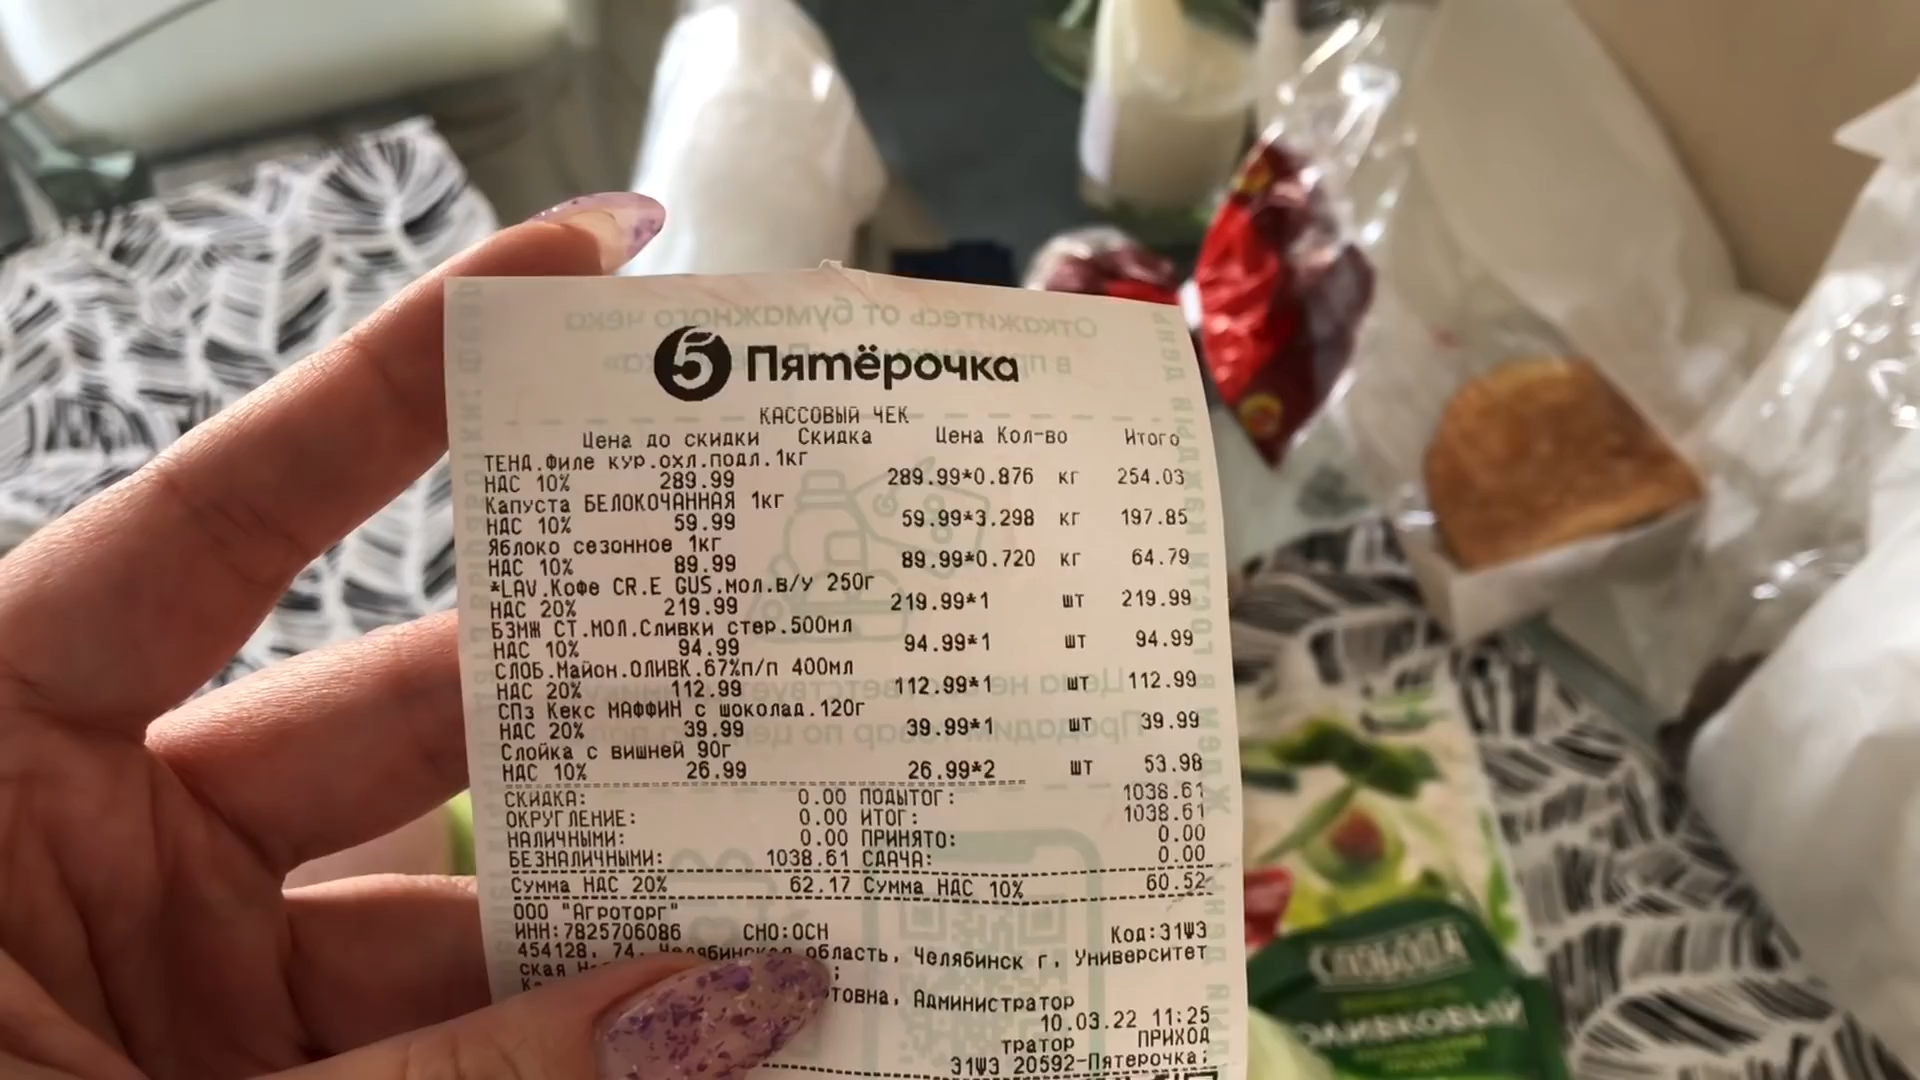 5 Пятёрочка
КАССОВЫЙ ЧЕК
Цена до скидки Скидка Цена Кол-во Итого
ТЕНД.Филе кур.охл.подл.1кг
НДС 10% 289.99 289.99*0.876 кг 254.03
Капуста БЕЛОКОЧАННАЯ 1кг
НДС 10% 59.99 59.99*3.298 кг 197.85
Яблоко сезонное 1кг
НДС 10% 89.99 89.99*0.720 кг 64.79
*LAV.Кофе CR.E GUS.мол.в/у 250г
НДС 20% 219.99 219.99*1 шт 219.99
БЗМЖ СТ.МОЛ.Сливки стер.500мл
НДС 10% 94.99 94.99*1 шт 94.99
СЛОБ.Майон.ОЛИВК.67%п/п 400мл
НДС 20% 112.99 112.99*1 шт 112.99
СПз Кекс МАФФИН с шоколад.120г
НДС 20% 39.99 39.99*1 шт 39.99
Слойка с вишней 90г
НДС 10% 26.99 26.99*2 шт 53.98
СКИДКА: 0.00 ПОДЫТОГ: 1038.61
ОКРУГЛЕНИЕ: 0.00 ИТОГ: 1038.61
НАЛИЧНЫМИ: 0.00 ПРИНЯТО: 0.00
БЕЗНАЛИЧНЫМИ: 1038.61 СДАЧА: 0.00
Сумма НДС 20% 62.17 Сумма НДС 10% 60.52
ООО "Агроторг"
ИНН:7825706086 СНО:ОСН Код:31ШЭ
454128, 74, Челябинская область, Челябинск г, Университет
ская
товна, Администратор
10.03.22 11:25
тратор ПРИХОД
31ШЭ 20592-Пятерочка;
СЛОБОДА
ОЛИВКОВЫЙ